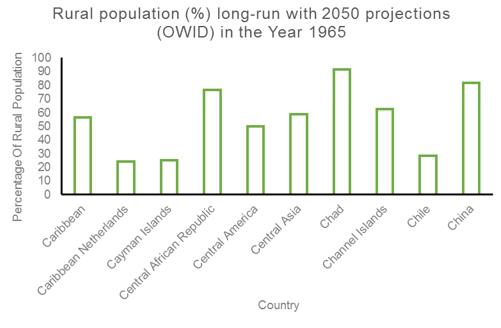 Rural population (%) long-run with 2050 projections
(OWID) in the Year 1965
Percentage Of Rural Population
100
90
80
70
60
50
40
30
20
10
0
Caribbean
Caribbean Netherlands
Cayman Islands
Central African Republic
Central America
Central Asia
Chad
Channel Islands
Chile
China
Country